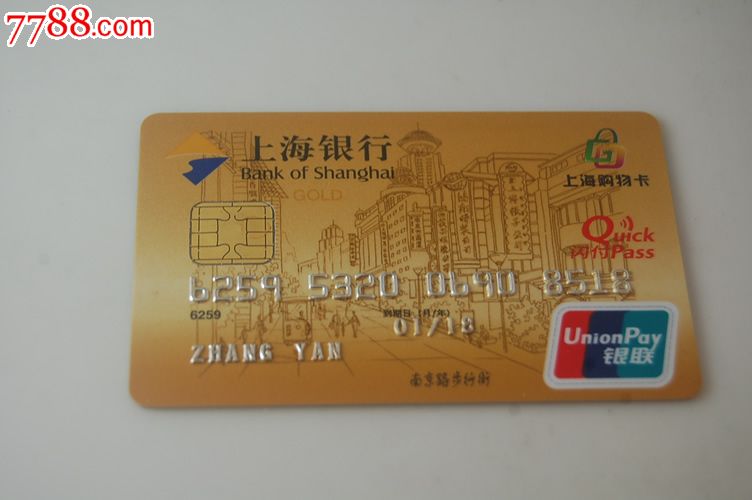 7788.com
上海银行
Bank of Shanghai
GOLD
上海购物卡
Quick
闪付Pass
6259 5320 0690 8518
6259
到期日(月/年)
07/18
ZHANG YAN
UnionPay
银联
南京路步行街